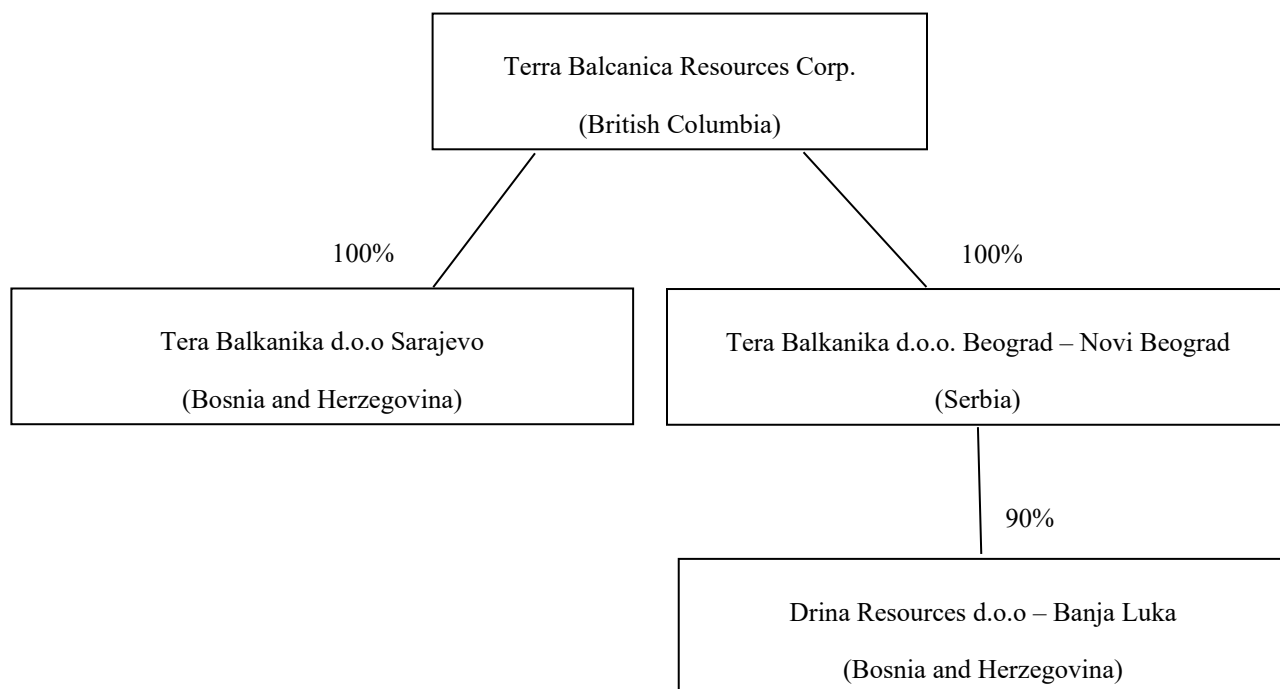 Terra Balcanica Resources Corp.
(British Columbia)
100%
100%
Tera Balkanika d.o.o Sarajevo
(Bosnia and Herzegovina)
Tera Balkanika d.o.o. Beograd – Novi Beograd
(Serbia)
90%
Drina Resources d.o.o – Banja Luka
(Bosnia and Herzegovina)